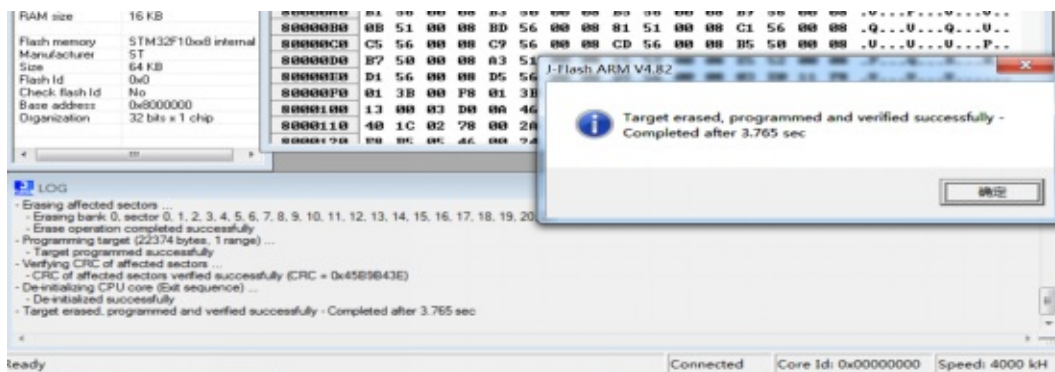 RAM size 16 KB
Flash memory STM32F10xx8 internal
Manufacturer ST
Size 64 KB
Flash Id 0x0
Check flash Id No
Base address 0x8000000
Organization 32 bits x 1 chip
80000B0 0B 51 00 08 BD 56 00 08 81 51 00 08 C1 56 00 08 .Q...V...Q...V..
80000C0 C5 56 00 08 C9 56 00 08 CD 56 00 08 B5 50 00 08 .V...V...V...P..
80000D0 B7 50 00 08 A3 51
80000E0 D1 56 00 08 D5 56
80000F0 01 3B 00 F8 01 3B
8000100 13 00 03 D0 0A 46
8000110 40 1C 02 78 00 2A
J-Flash ARM V4.82
Target erased, programmed and verified successfully -
Completed after 3.765 sec
确定
LOG
- Erasing affected sectors ...
- Erasing bank 0, sector 0, 1, 2, 3, 4, 5, 6, 7, 8, 9, 10, 11, 12, 13, 14, 15, 16, 17, 18, 19, 20,
- Erase operation completed successfully
- Programming target (22374 bytes, 1 range) ...
- Target programmed successfully
- Verifying CRC of affected sectors ...
- CRC of affected sectors verified successfully (CRC = 0x45B9B43E)
- De-initializing CPU core (Exit sequence) ...
- De-initialized successfully
- Target erased, programmed and verified successfully - Completed after 3.765 sec
Ready
Connected
Core Id: 0x00000000
Speed: 4000 kH